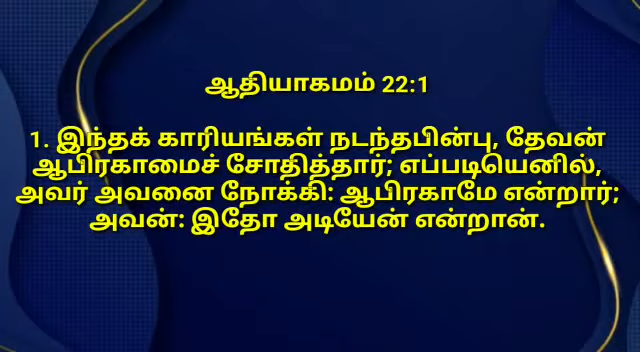 ஆதியாகமம் 22:1
1. இந்தக் காரியங்கள் நடந்தபின்பு, தேவன்
ஆபிரகாமைச் சோதித்தார்; எப்படியெனில்,
அவர் அவனை நோக்கி: ஆபிரகாமே என்றார்;
அவன்: இதோ அடியேன் என்றான்.